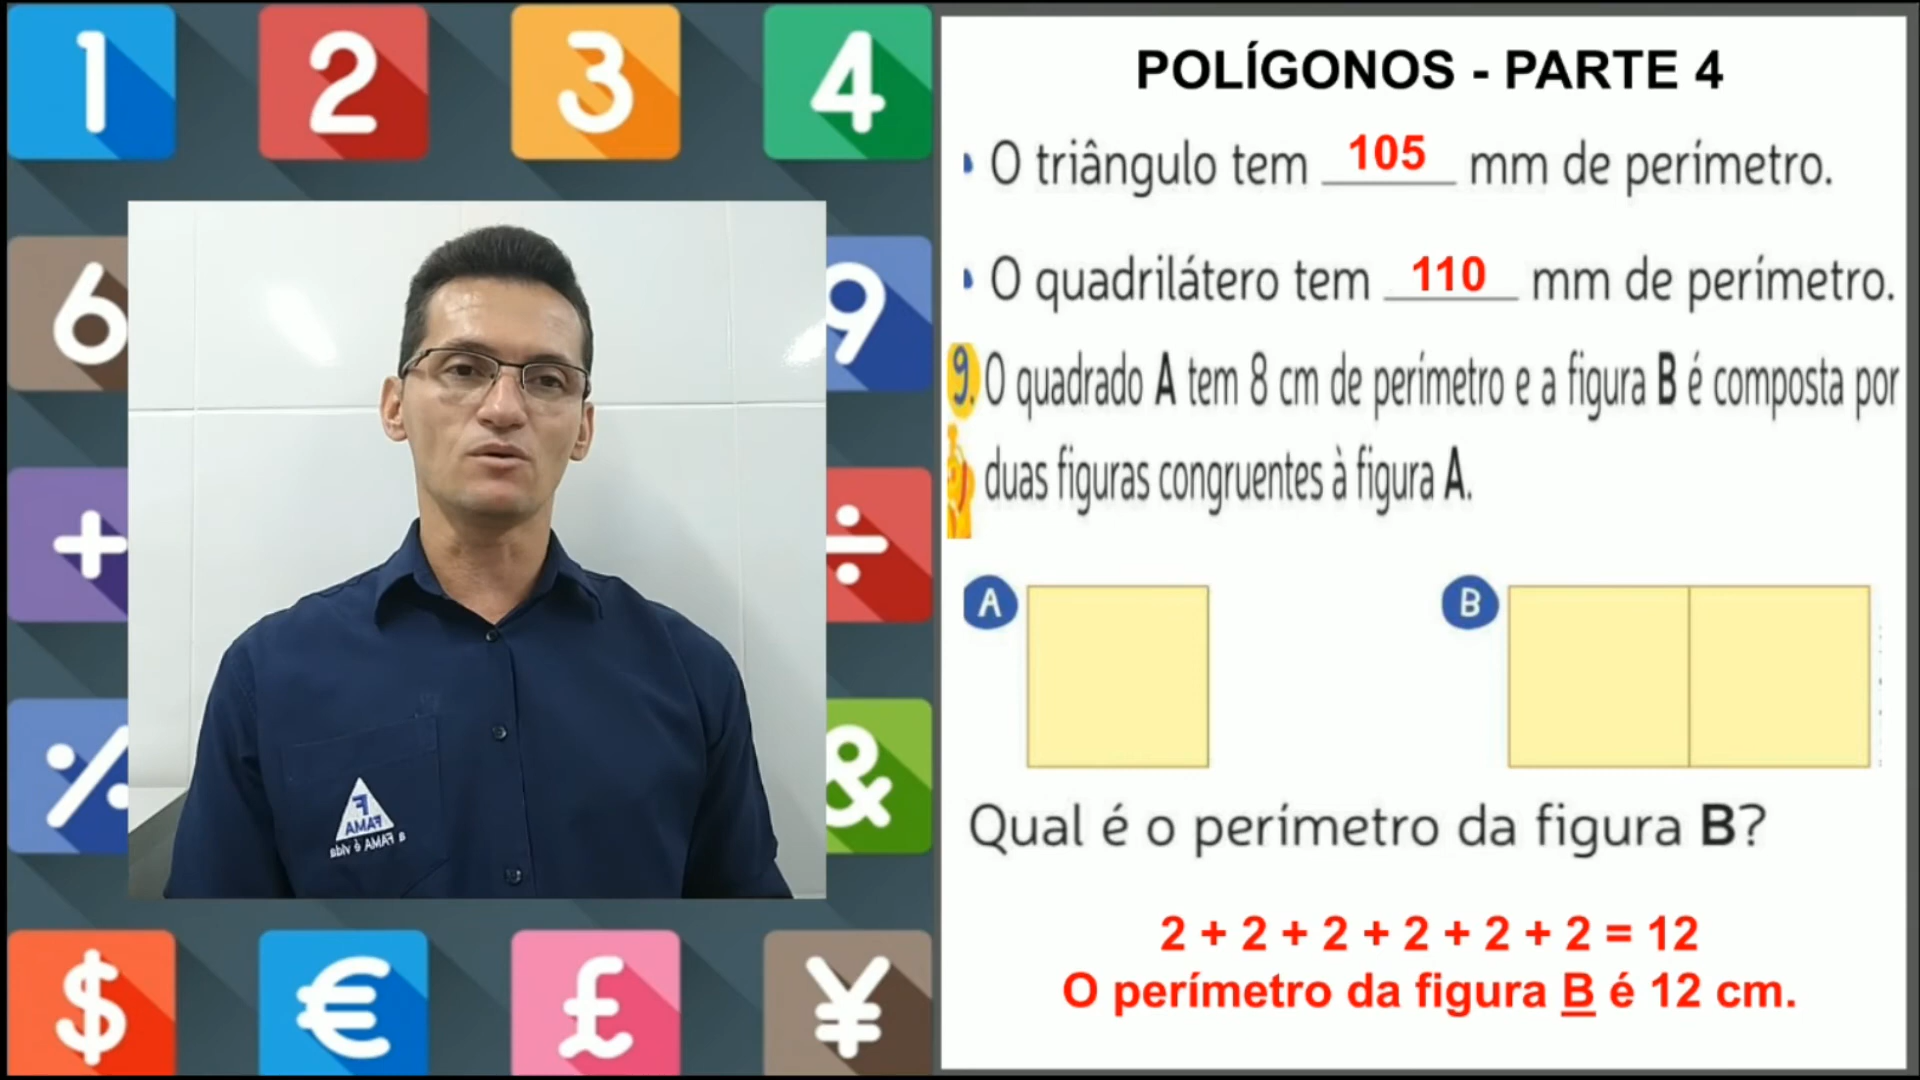 1 2 3 4
6 9
+ ÷
% &
$ € £ ¥
F
FAMA
a FAMA é vida
POLÍGONOS - PARTE 4
• O triângulo tem 105 mm de perímetro.
• O quadrilátero tem 110 mm de perímetro.
9. O quadrado A tem 8 cm de perímetro e a figura B é composta por
duas figuras congruentes à figura A.
A B
Qual é o perímetro da figura B?
2 + 2 + 2 + 2 + 2 + 2 = 12
O perímetro da figura B é 12 cm.